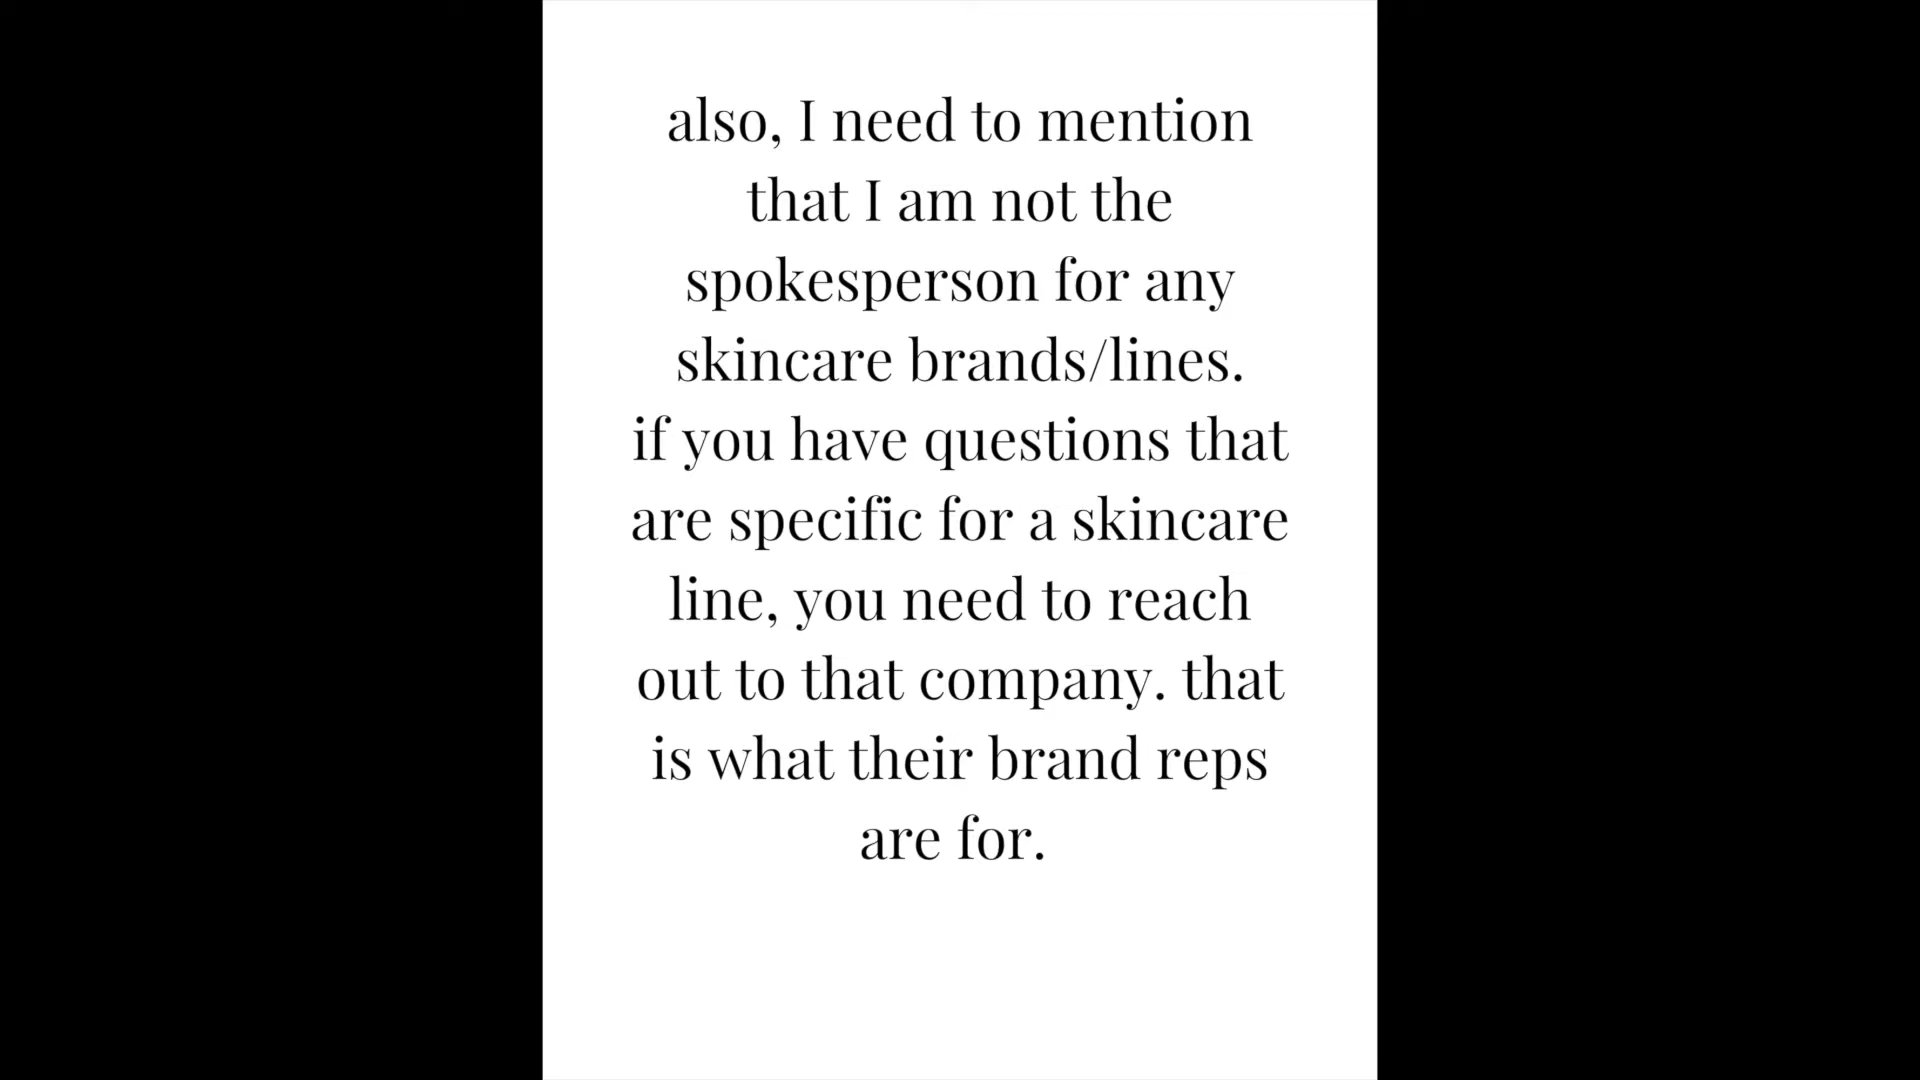 also, I need to mention
that I am not the
spokesperson for any
skincare brands/lines.
if you have questions that
are specific for a skincare
line, you need to reach
out to that company. that
is what their brand reps
are for.